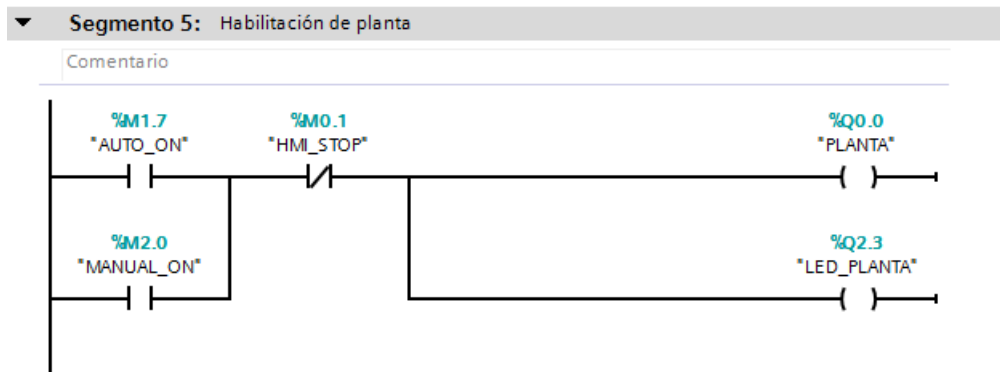 Segmento 5: Habilitación de planta
Comentario
%M1.7 %M0.1 %Q0.0
"AUTO_ON" "HMI_STOP" "PLANTA"
%M2.0 %Q2.3
"MANUAL_ON" "LED_PLANTA"